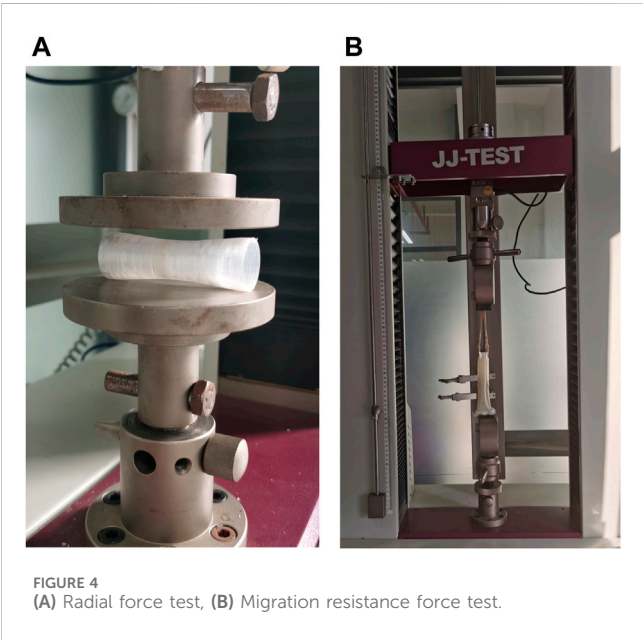 A
B
JJ-TEST
FIGURE 4
(A) Radial force test, (B) Migration resistance force test.